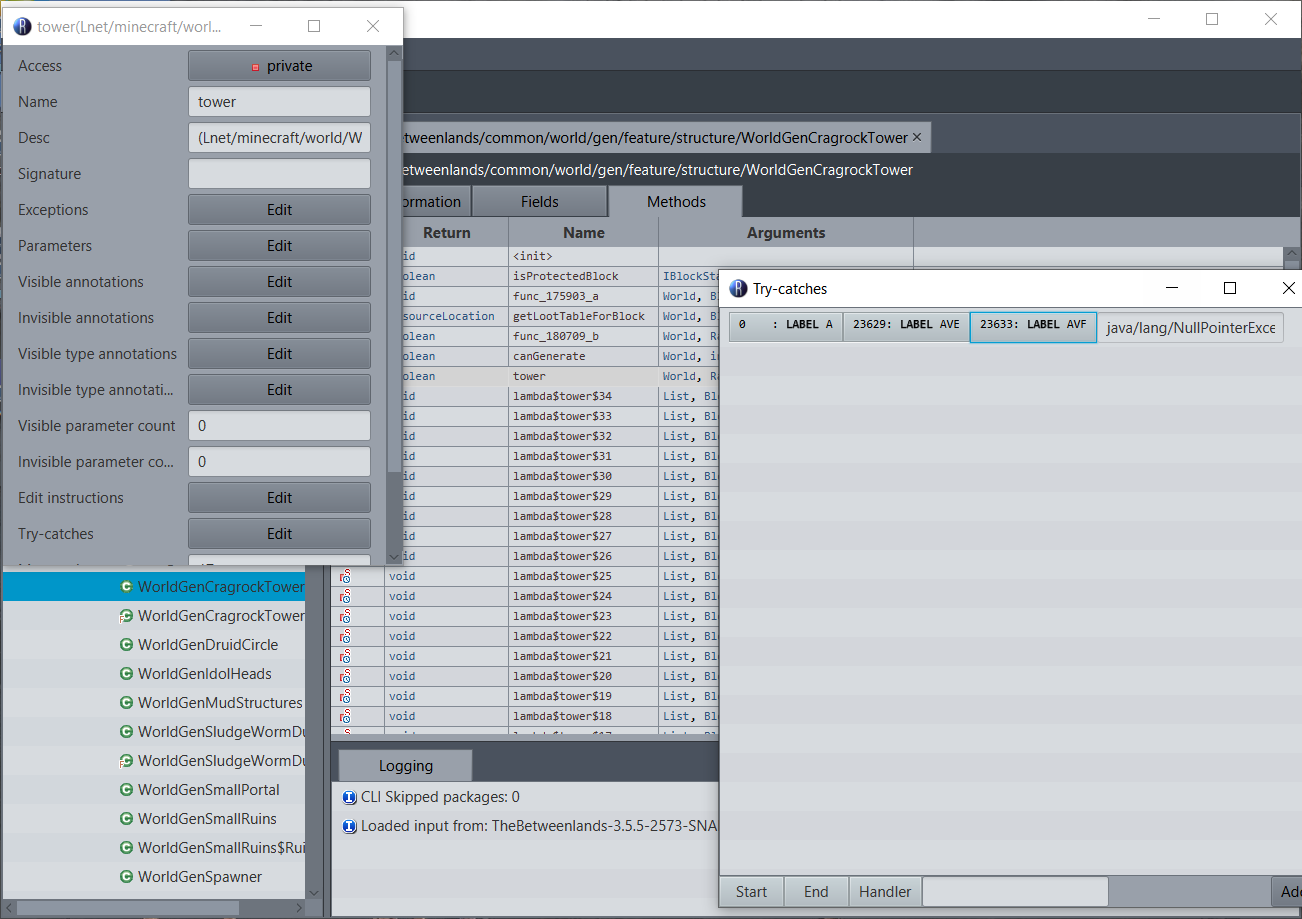 tower(Lnet/minecraft/worl...
Access
private
Name
tower
Desc
(Lnet/minecraft/world/W
Signature
Exceptions
Edit
Parameters
Edit
Visible annotations
Edit
Invisible annotations
Edit
Visible type annotations
Edit
Invisible type annotati...
Edit
Visible parameter count
0
Invisible parameter co...
0
Edit instructions
Edit
Try-catches
Edit
tweenlands/common/world/gen/feature/structure/WorldGenCragrockTower ×
etweenlands/common/world/gen/feature/structure/WorldGenCragrockTower
ormation
Fields
Methods
Return Name Arguments
id <init>
olean isProtectedBlock IBlockSta
id func_175903_a World, B
sourceLocation getLootTableForBlock World, B
olean func_180709_b World, Ra
olean canGenerate World, in
olean tower World, Ra
id lambda$tower$34 List, Bl
id lambda$tower$33 List, Bl
id lambda$tower$32 List, Bl
id lambda$tower$31 List, Bl
id lambda$tower$30 List, Bl
id lambda$tower$29 List, Bl
id lambda$tower$28 List, Bl
id lambda$tower$27 List, Bl
id lambda$tower$26 List, Bl
void lambda$tower$25 List, Bl
void lambda$tower$24 List, Bl
void lambda$tower$23 List, Bl
void lambda$tower$22 List, Bl
void lambda$tower$21 List, Bl
void lambda$tower$20 List, Bl
void lambda$tower$19 List, Bl
void lambda$tower$18 List, Bl
Try-catches
0 : LABEL A
23629: LABEL AVE
23633: LABEL AVF
java/lang/NullPointerExce
Start
End
Handler
Add
WorldGenCragrockTower
WorldGenCragrockTower
WorldGenDruidCircle
WorldGenIdolHeads
WorldGenMudStructures
WorldGenSludgeWormDu
WorldGenSludgeWormDu
WorldGenSmallPortal
WorldGenSmallRuins
WorldGenSmallRuins$Rui
WorldGenSpawner
Logging
CLI Skipped packages: 0
Loaded input from: TheBetweenlands-3.5.5-2573-SNA